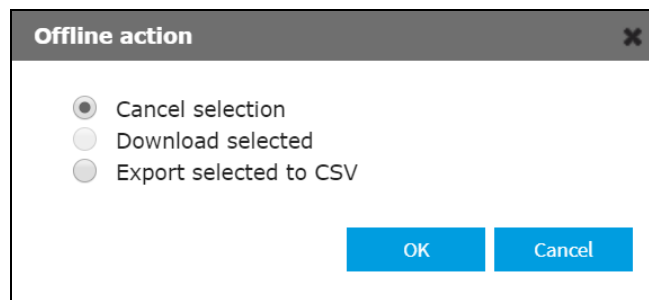 Offline action
Cancel selection
Download selected
Export selected to CSV
OK Cancel